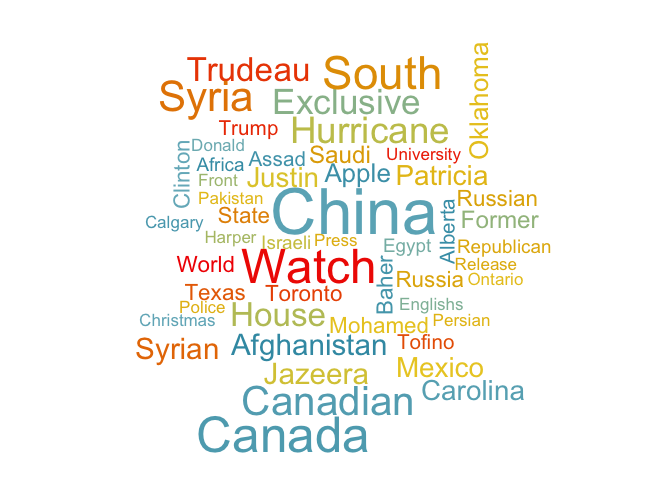 Oklahoma
Trudeau South
Syria Exclusive
Trump Hurricane
Donald
Clinton Africa Assad Saudi University
Front Justin Apple Patricia
Pakistan China Russian
Calgary State Alberta Former
Harper Israeli Press Egypt Republican
World Watch Baher Russia Release
Ontario
Texas Toronto
Police House Englishs
Christmas Mohamed Persian
Syrian Afghanistan Tofino
Jazeera Mexico
Canadian Carolina
Canada